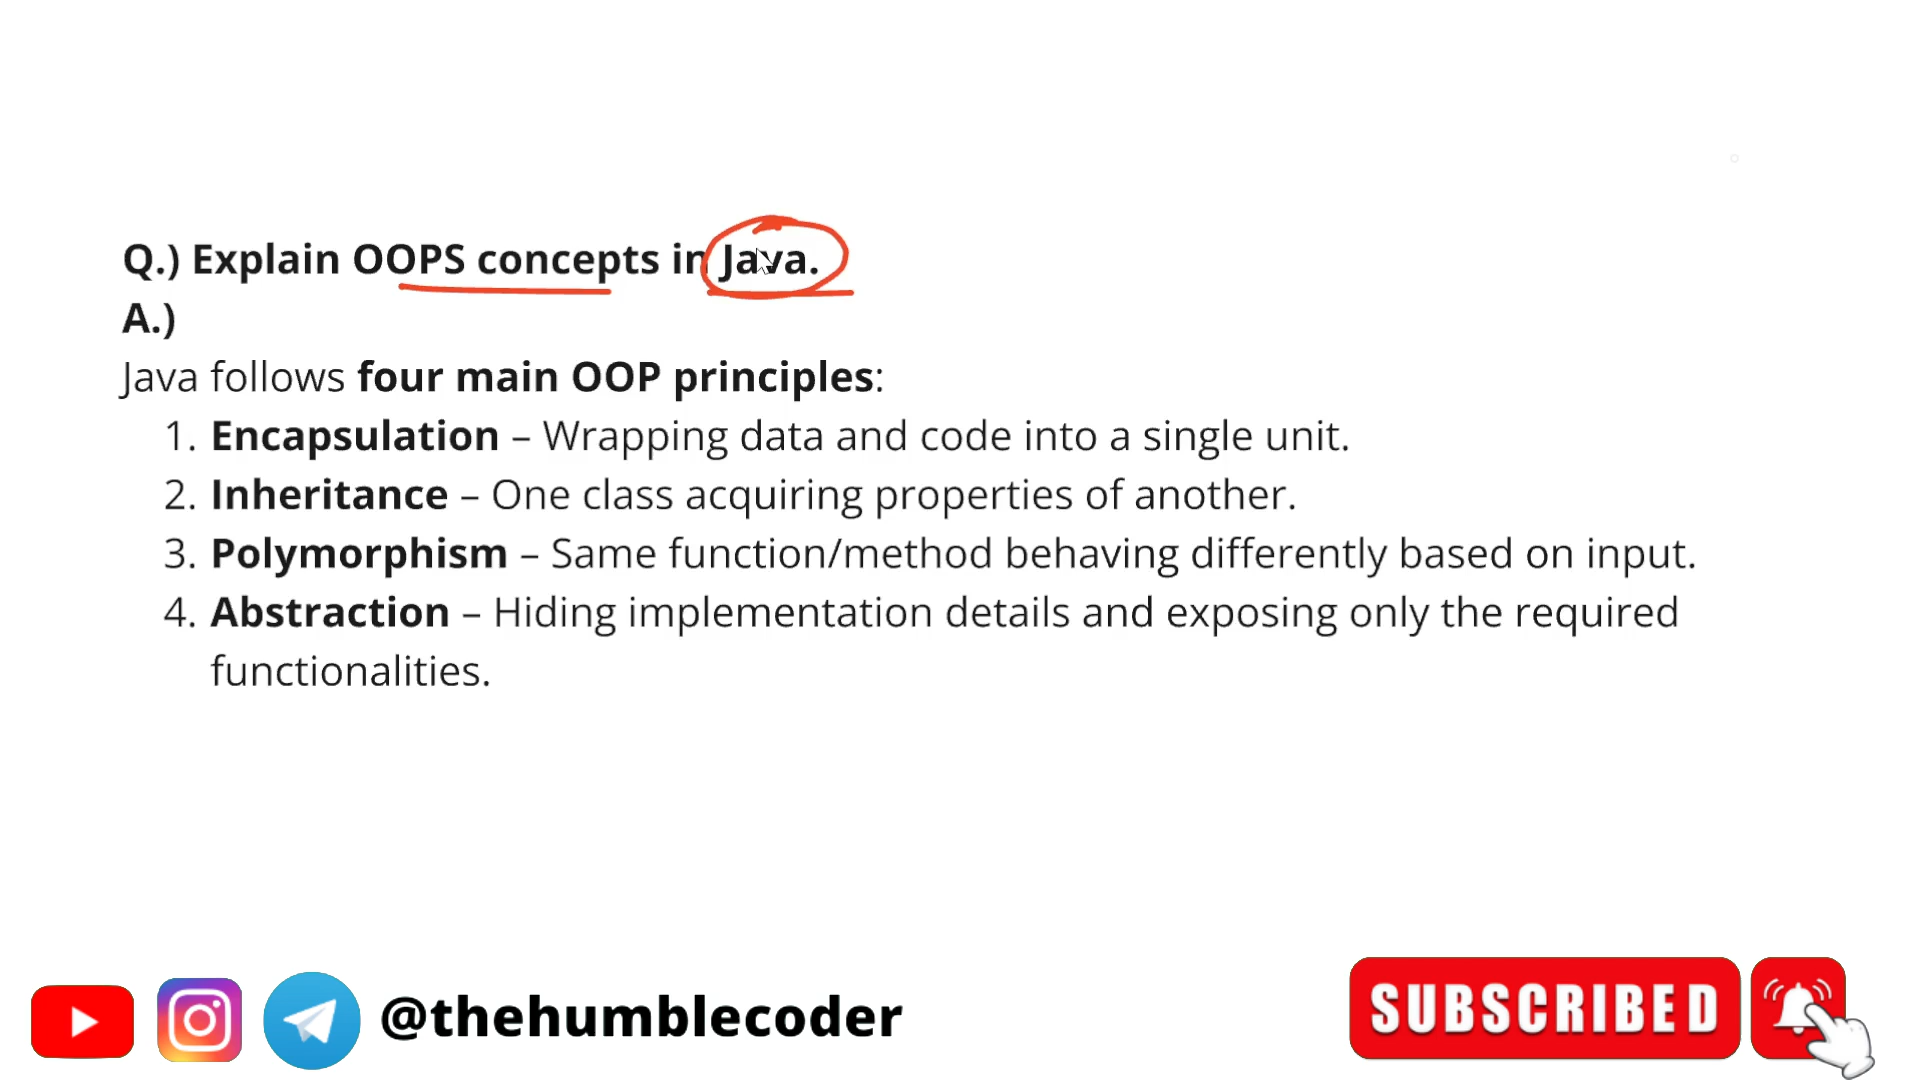 Q.) Explain OOPS concepts in Java.
A.)
Java follows four main OOP principles:
1. Encapsulation – Wrapping data and code into a single unit.
2. Inheritance – One class acquiring properties of another.
3. Polymorphism – Same function/method behaving differently based on input.
4. Abstraction – Hiding implementation details and exposing only the required
functionalities.
@thehumblecoder
SUBSCRIBED